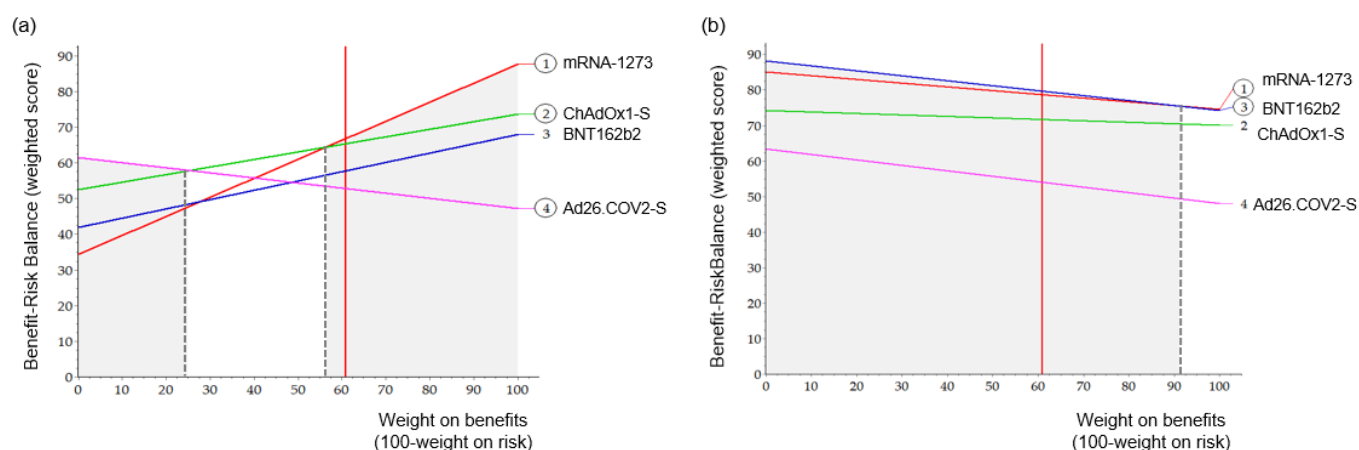 (a)
Benefit-Risk Balance (weighted score)
90
80
70
60
50
40
30
20
10
0
0 10 20 30 40 50 60 70 80 90 100
1 mRNA-1273
2 ChAdOx1-S
3 BNT162b2
4 Ad26.COV2-S
Weight on benefits
(100-weight on risk)
(b)
Benefit-RiskBalance (weighted score)
90
80
70
60
50
40
30
20
10
0
0 10 20 30 40 50 60 70 80 90 100
1 mRNA-1273
3 BNT162b2
2 ChAdOx1-S
4 Ad26.COV2-S
Weight on benefits
(100-weight on risk)